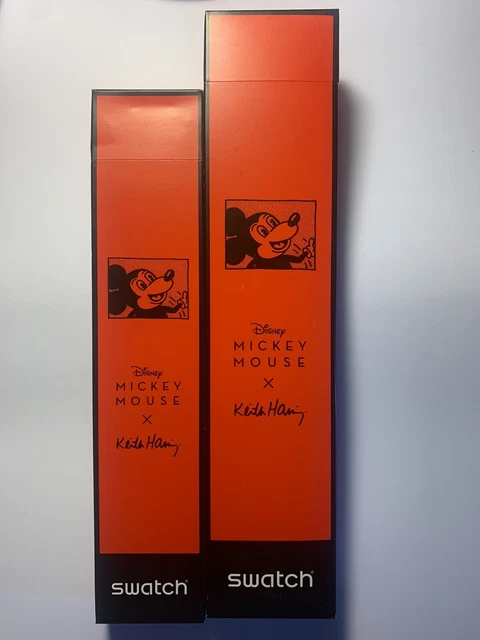 Disney
MICKEY
MOUSE
X
Keith Haring
swatch
Disney
MICKEY
MOUSE
X
Keith Haring
swatch